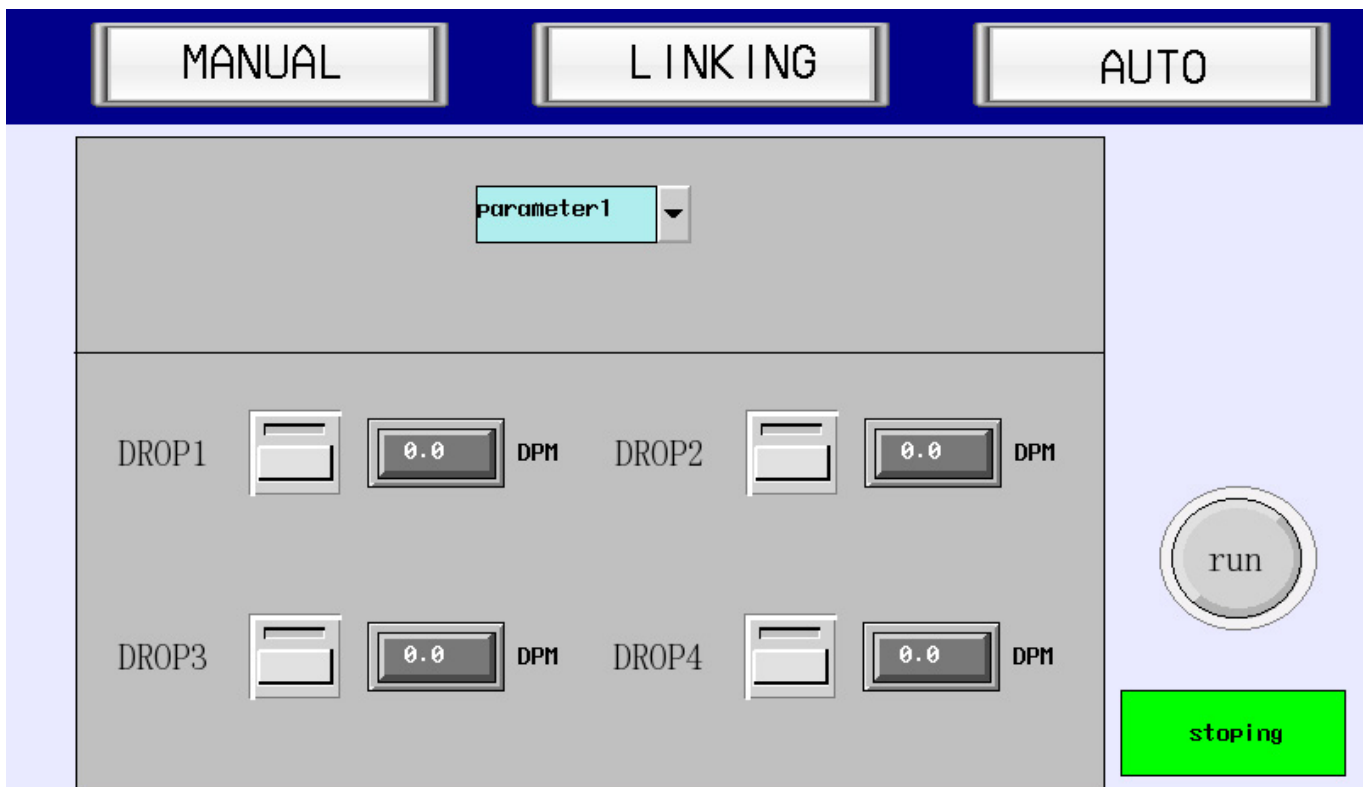 MANUAL LINKING AUTO
parameter1
DROP1 0.0 DPM DROP2 0.0 DPM
run
DROP3 0.0 DPM DROP4 0.0 DPM
stoping